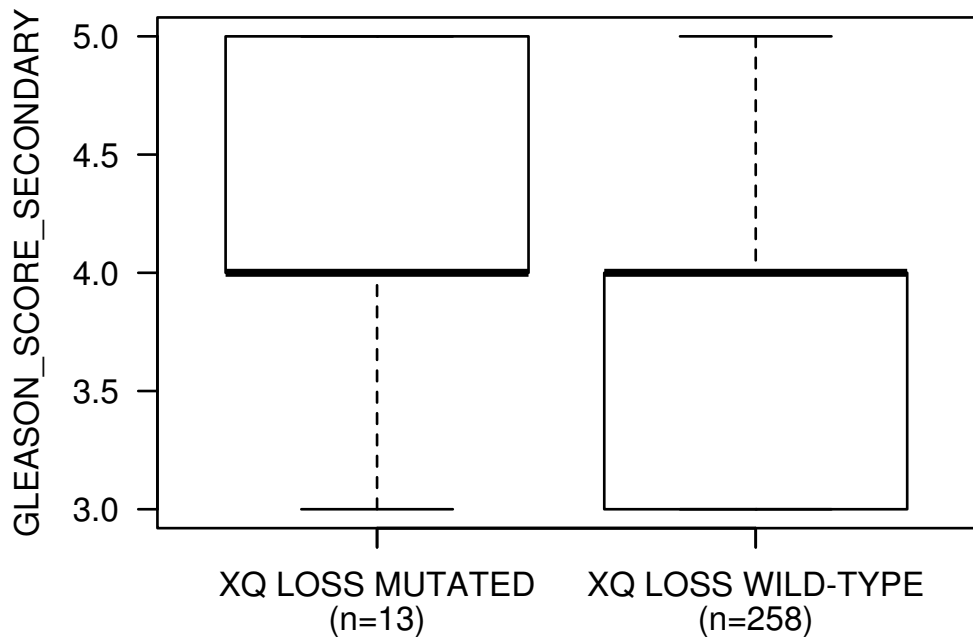 GLEASON_SCORE_SECONDARY
5.0
4.5
4.0
3.5
3.0
XQ LOSS MUTATED
(n=13)
XQ LOSS WILD-TYPE
(n=258)